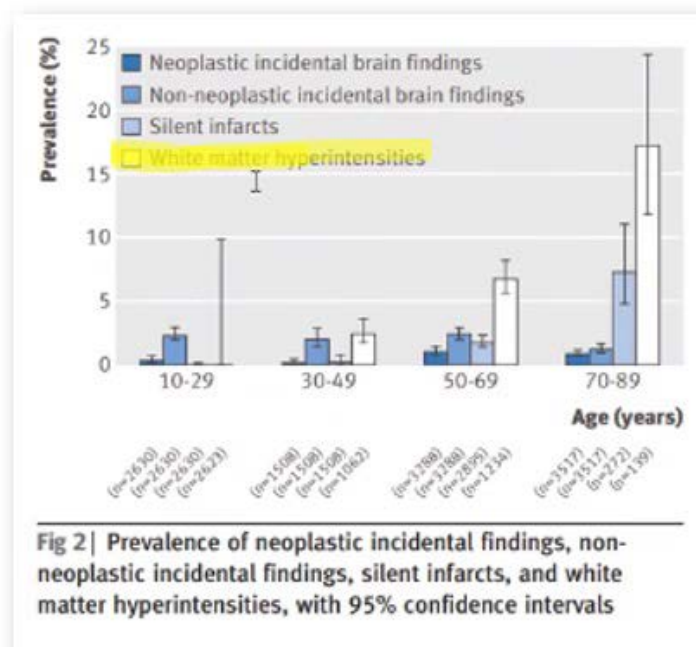 Prevalence (%)
25
20
15
10
5
0
Neoplastic incidental brain findings
Non-neoplastic incidental brain findings
Silent infarcts
White matter hyperintensities
10-29
30-49
50-69
70-89
Age (years)
(n=2630)
(n=2630)
(n=2630)
(n=2623)
(n=1508)
(n=1508)
(n=1508)
(n=1062)
(n=3288)
(n=3288)
(n=2895)
(n=1234)
(n=3517)
(n=3517)
(n=272)
(n=139)
Fig 2| Prevalence of neoplastic incidental findings, non-
neoplastic incidental findings, silent infarcts, and white
matter hyperintensities, with 95% confidence intervals